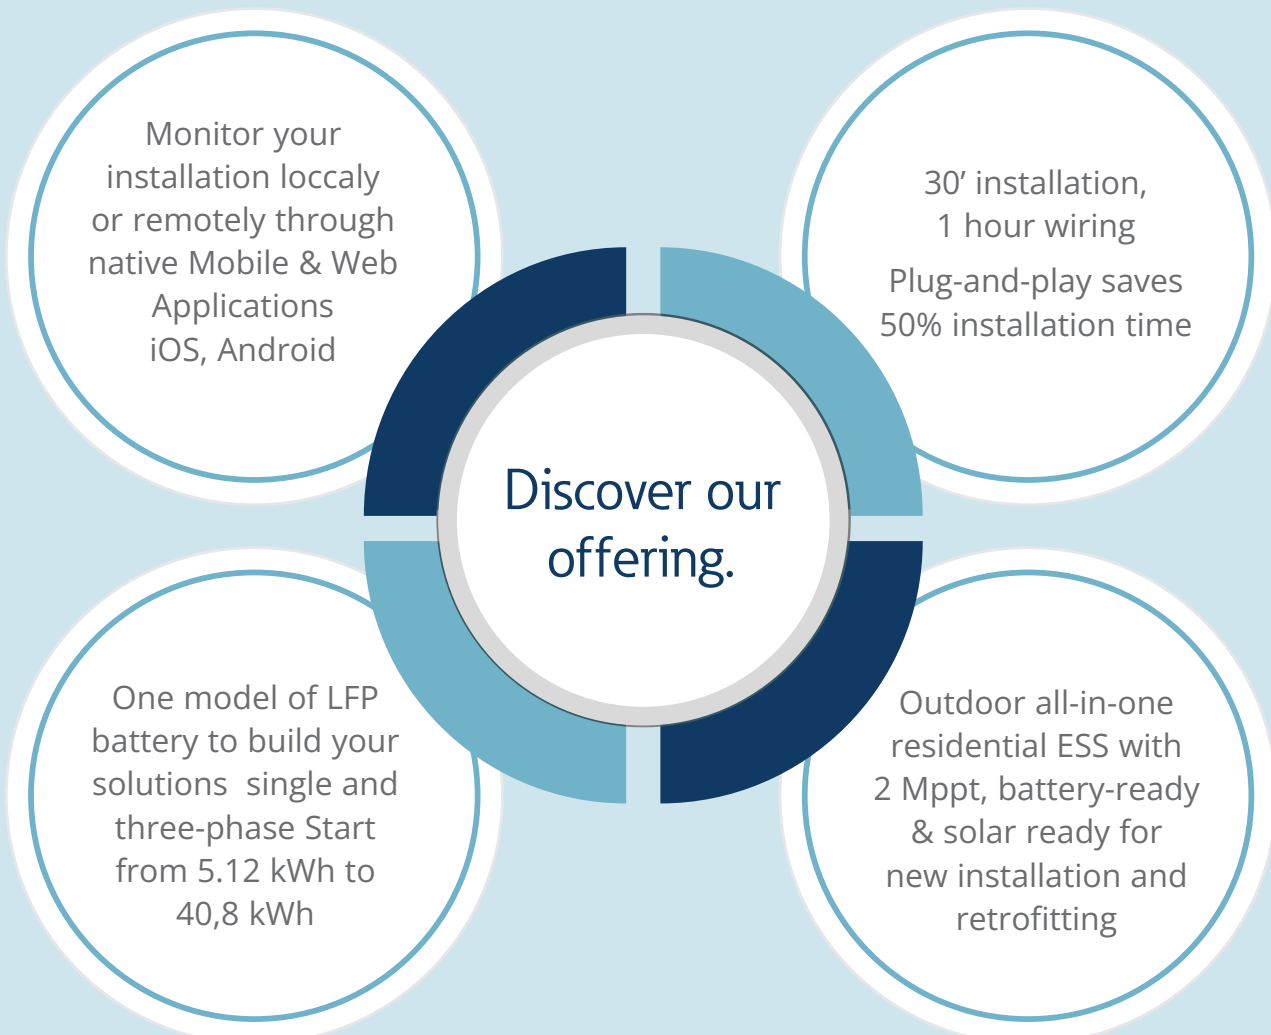 Monitor your
installation loccaly
or remotely through
native Mobile & Web
Applications
iOS, Android
30’ installation,
1 hour wiring
Plug-and-play saves
50% installation time
Discover our
offering.
One model of LFP
battery to build your
solutions  single and
three-phase Start
from 5.12 kWh to
40,8 kWh
Outdoor all-in-one
residential ESS with
2 Mppt, battery-ready
& solar ready for
new installation and
retrofitting